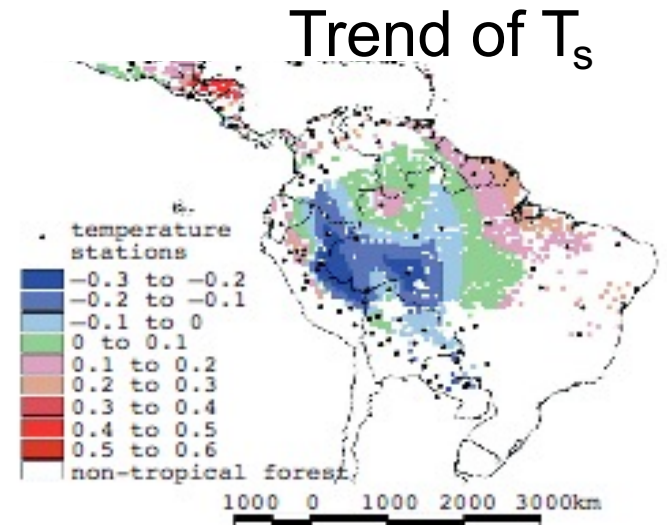 Trend of Ts
temperature
stations
−0.3 to −0.2
−0.2 to −0.1
−0.1 to 0
0 to 0.1
0.1 to 0.2
0.2 to 0.3
0.3 to 0.4
0.4 to 0.5
0.5 to 0.6
non-tropical forest
1000 0 1000 2000 3000km